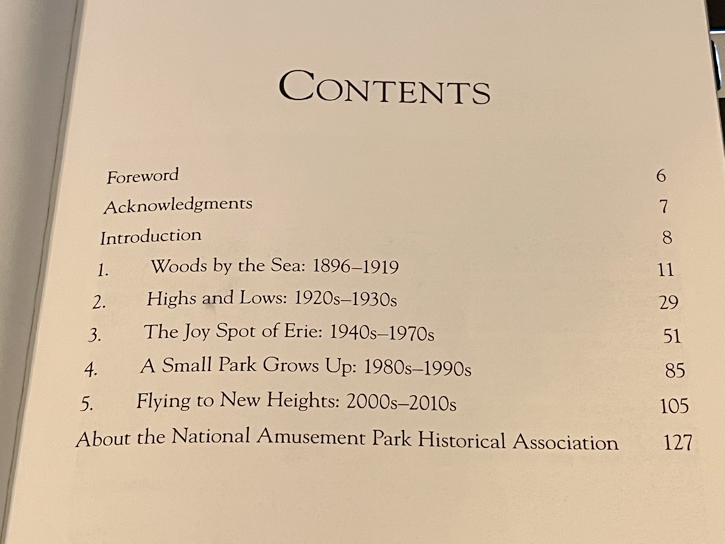 CONTENTS
Foreword 6
Acknowledgments 7
Introduction 8
1. Woods by the Sea: 1896–1919 11
2. Highs and Lows: 1920s–1930s 29
3. The Joy Spot of Erie: 1940s–1970s 51
4. A Small Park Grows Up: 1980s–1990s 85
5. Flying to New Heights: 2000s–2010s 105
About the National Amusement Park Historical Association 127